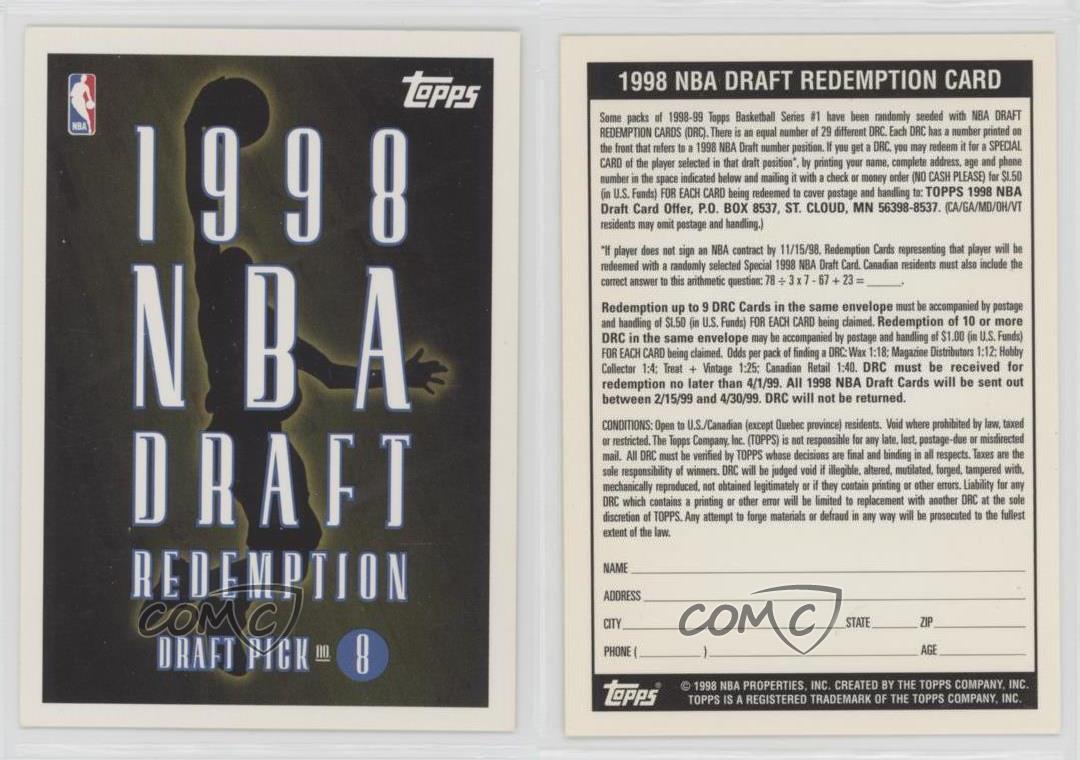 NBA
Topps
1998
NBA
DRAFT
REDEMPTION
DRAFT PICK NO. 8
COMC
1998 NBA DRAFT REDEMPTION CARD
Some packs of 1998-99 Topps Basketball Series #1 have been randomly seeded with NBA DRAFT
REDEMPTION CARDS (DRC). There is an equal number of 29 different DRC. Each DRC has a number printed on
the front that refers to a 1998 NBA Draft number position. If you get a DRC, you may redeem it for a SPECIAL
CARD of the player selected in that draft position*, by printing your name, complete address, age and phone
number in the space indicated below and mailing it with a check or money order (NO CASH PLEASE) for $1.50
(in U.S. Funds) FOR EACH CARD being redeemed to cover postage and handling to: TOPPS 1998 NBA
Draft Card Offer, P.O. BOX 8537, ST. CLOUD, MN 56398-8537. (CA/GA/MD/OH/VT
residents may omit postage and handling.)
*If player does not sign an NBA contract by 11/15/98, Redemption Cards representing that player will be
redeemed with a randomly selected Special 1998 NBA Draft Card. Canadian residents must also include the
correct answer to this arithmetic question: 78 ÷ 3 x 7 - 67 + 23 = ______.
Redemption up to 9 DRC Cards in the same envelope must be accompanied by postage
and handling of $1.50 (in U.S. Funds) FOR EACH CARD being claimed. Redemption of 10 or more
DRC in the same envelope may be accompanied by postage and handling of $1.00 (in U.S. Funds)
FOR EACH CARD being claimed. Odds per pack of finding a DRC: Wax 1:18; Magazine Distributors 1:12; Hobby
Collector 1:4; Treat + Vintage 1:25; Canadian Retail 1:40. DRC must be received for
redemption no later than 4/1/99. All 1998 NBA Draft Cards will be sent out
between 2/15/99 and 4/30/99. DRC will not be returned.
CONDITIONS: Open to U.S./Canadian (except Quebec province) residents. Void where prohibited by law, taxed
or restricted. The Topps Company, Inc. (TOPPS) is not responsible for any late, lost, postage-due or misdirected
mail. All DRC must be verified by TOPPS whose decisions are final and binding in all respects. Taxes are the
sole responsibility of winners. DRC will be judged void if illegible, altered, mutilated, forged, tampered with,
mechanically reproduced, not obtained legitimately or if they contain printing or other errors. Liability for any
DRC which contains a printing or other error will be limited to replacement with another DRC at the sole
discretion of TOPPS. Any attempt to forge materials or defraud in any way will be prosecuted to the fullest
extent of the law.
NAME
ADDRESS
CITY STATE ZIP
COMC
PHONE ( ) AGE
Topps® © 1998 NBA PROPERTIES, INC. CREATED BY THE TOPPS COMPANY, INC.
TOPPS IS A REGISTERED TRADEMARK OF THE TOPPS COMPANY, INC.